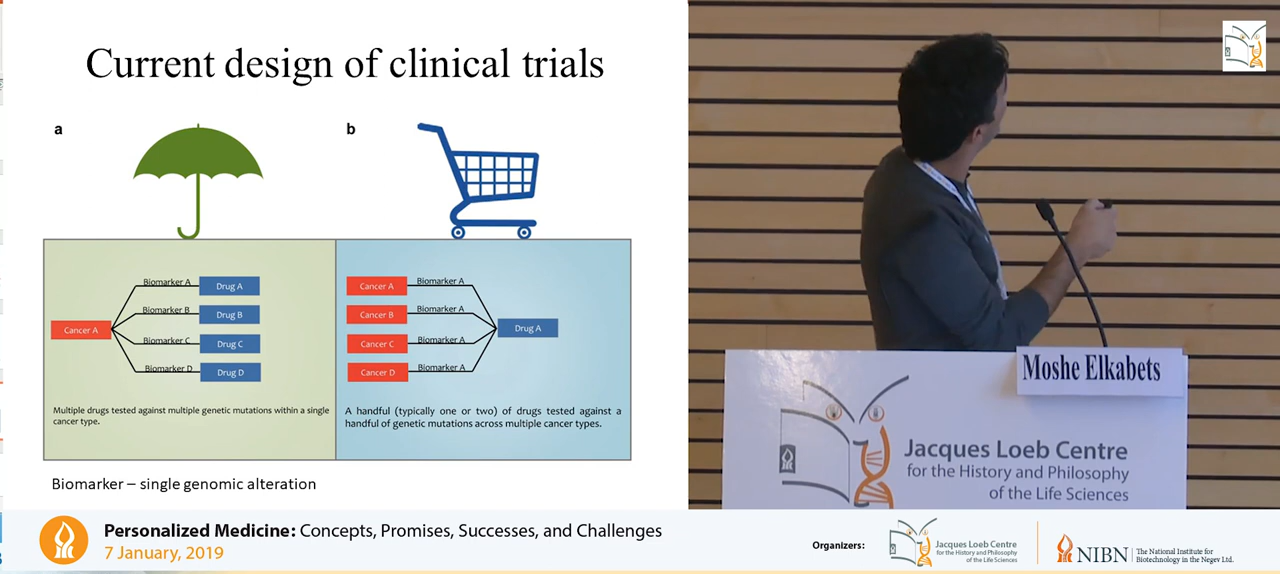 Current design of clinical trials
a
b
Biomarker A
Drug A
Biomarker B
Drug B
Cancer A
Biomarker C
Drug C
Biomarker D
Drug D
Multiple drugs tested against multiple genetic mutations within a single
cancer type.
Cancer A
Biomarker A
Cancer B
Biomarker A
Drug A
Cancer C
Biomarker A
Cancer D
Biomarker A
A handful (typically one or two) of drugs tested against a
handful of genetic mutations across multiple cancer types.
Biomarker – single genomic alteration
Moshe Elkabets
Jacques Loeb Centre
for the History and Philosophy
of the Life Sciences
Personalized Medicine: Concepts, Promises, Successes, and Challenges
7 January, 2019
Organizers:
Jacques Loeb Centre
for the History and Philosophy
of the Life Sciences
NIBN
The National Institute for
Biotechnology in the Negev Ltd.